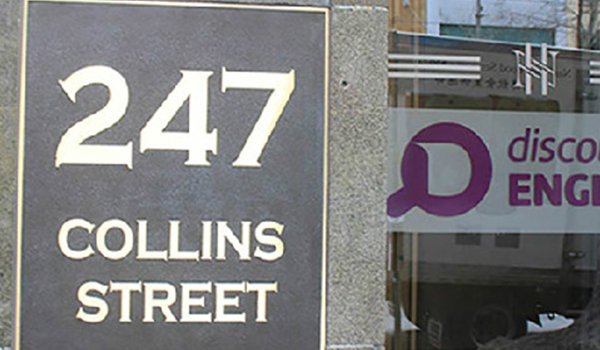 247
COLLINS
STREET
disco
ENG